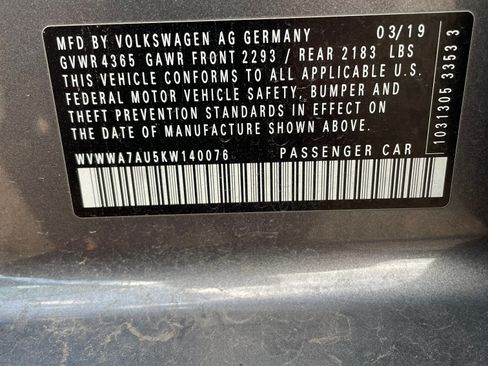 MFD BY VOLKSWAGEN AG GERMANY 03/19
GVWR 4365 GAWR FRONT 2293 / REAR 2183 LBS
THIS VEHICLE CONFORMS TO ALL APPLICABLE U.S.
FEDERAL MOTOR VEHICLE SAFETY, BUMPER AND
THEFT PREVENTION STANDARDS IN EFFECT ON
THE DATE OF MANUFACTURE SHOWN ABOVE.
WVWWA7AU5KW140076 PASSENGER CAR
1031305 3353 3